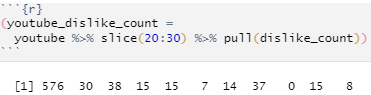 ```{r}
(youtube_dislike_count =
  youtube %>% slice(20:30) %>% pull(dislike_count))
```
[1] 576  30  38  15  15   7  14  37   0  15   8